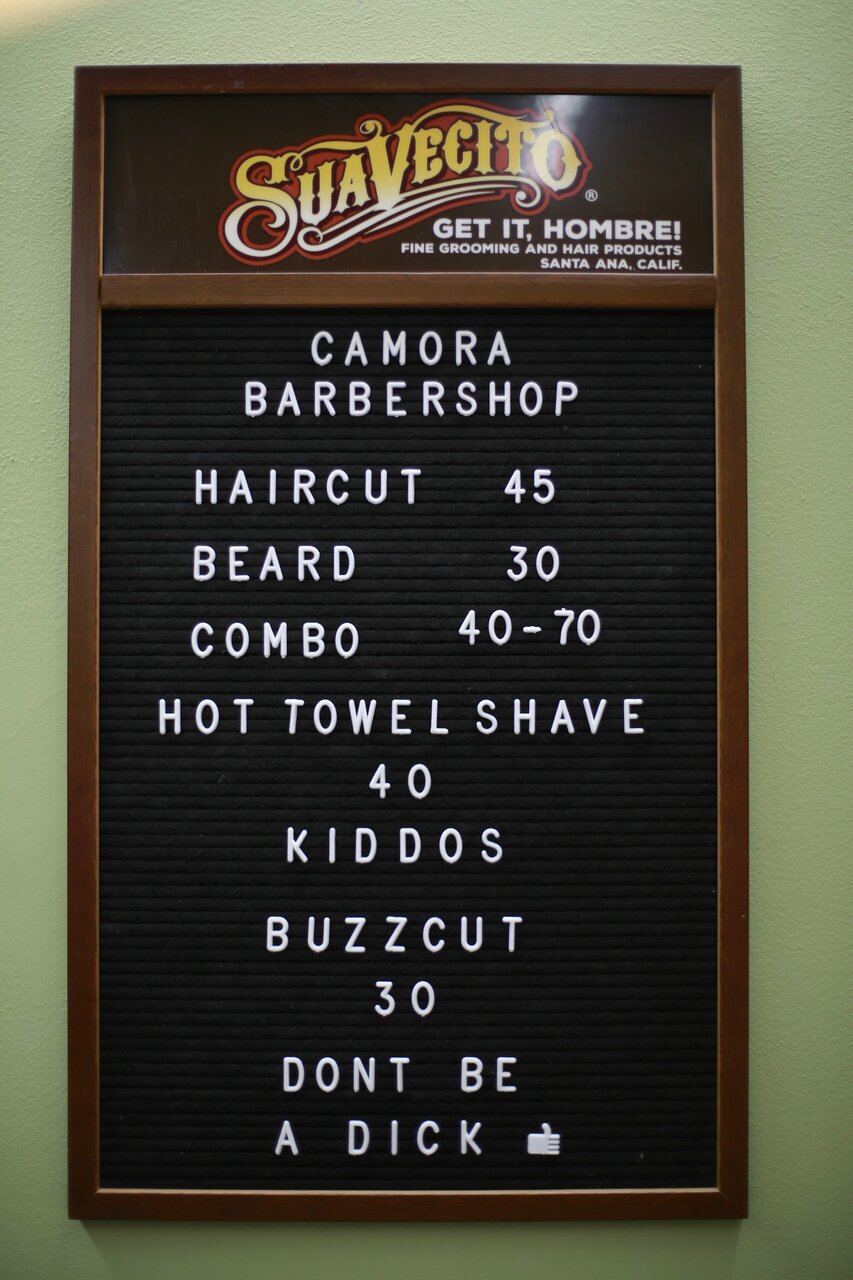 SUAVECITO®
GET IT, HOMBRE!
FINE GROOMING AND HAIR PRODUCTS
SANTA ANA, CALIF.
CAMORA
BARBERSHOP
HAIRCUT 45
BEARD 30
COMBO 40-70
HOT TOWEL SHAVE
40
KIDDOS
BUZZCUT
30
DONT BE
A DICK 👍